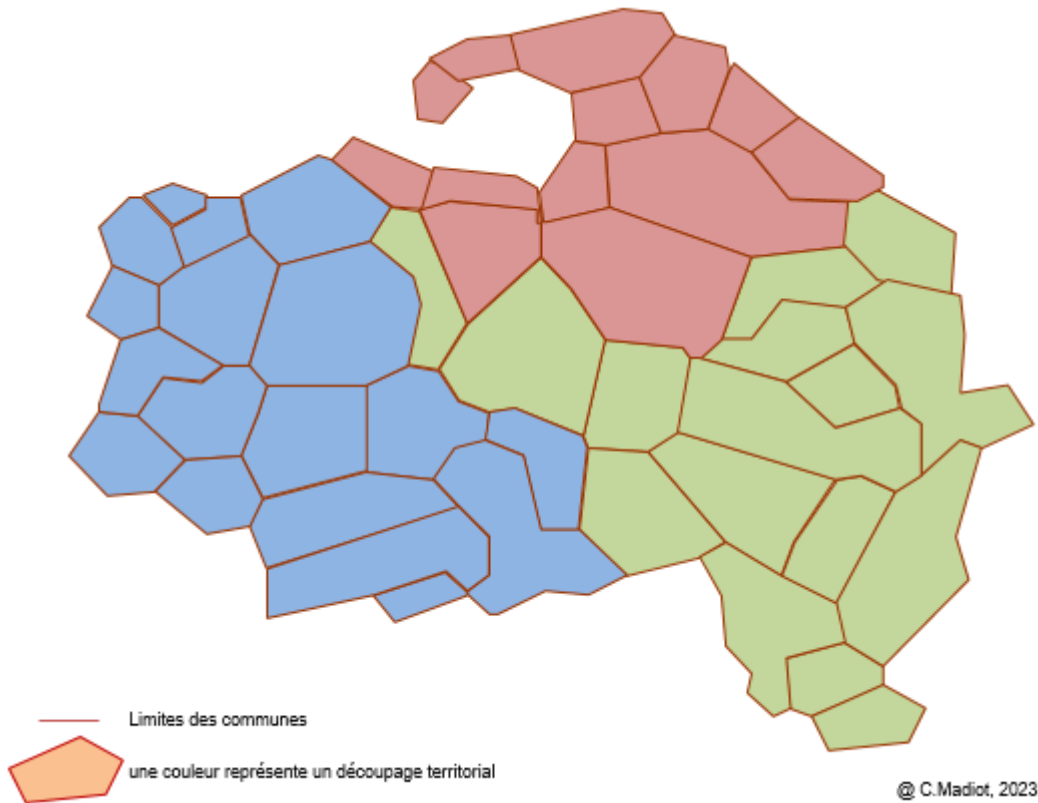 Limites des communes
une couleur représente un découpage territorial
@ C.Madiot, 2023